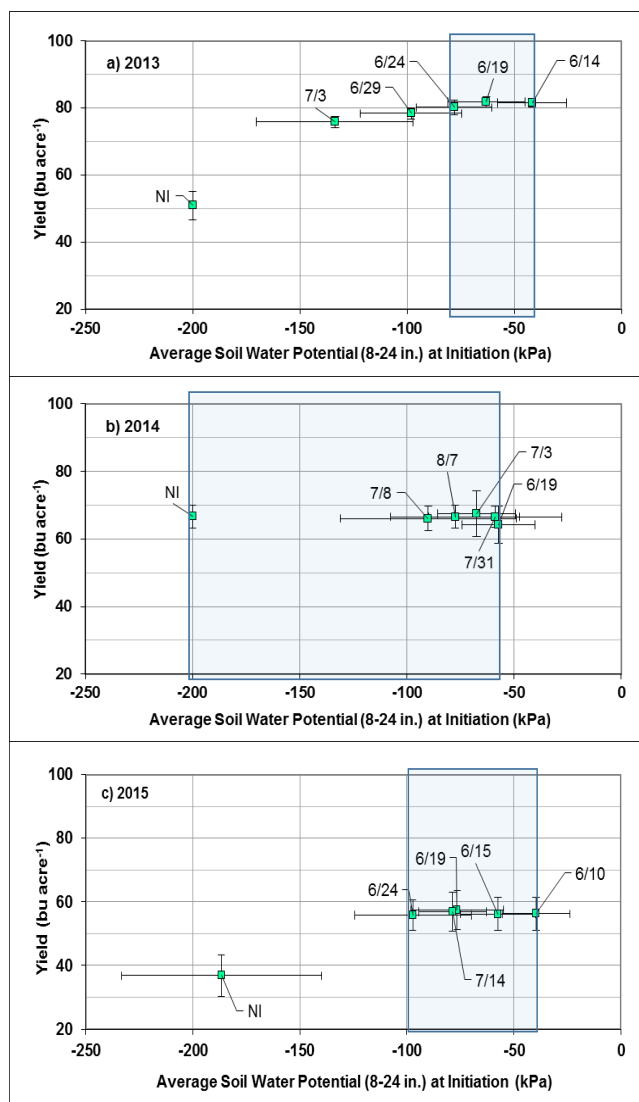 a) 2013
100
80
60
40
20
Yield (bu acre⁻¹)
6/24
6/19
6/14
6/29
7/3
NI
-250 -200 -150 -100 -50 0
Average Soil Water Potential (8-24 in.) at Initiation (kPa)
b) 2014
100
80
60
40
20
Yield (bu acre⁻¹)
7/3
8/7
6/19
NI
7/8
7/31
-250 -200 -150 -100 -50 0
Average Soil Water Potential (8-24 in.) at Initiation (kPa)
c) 2015
100
80
60
40
20
Yield (bu acre⁻¹)
6/19
6/15
6/10
6/24
7/14
NI
-250 -200 -150 -100 -50 0
Average Soil Water Potential (8-24 in.) at Initiation (kPa)